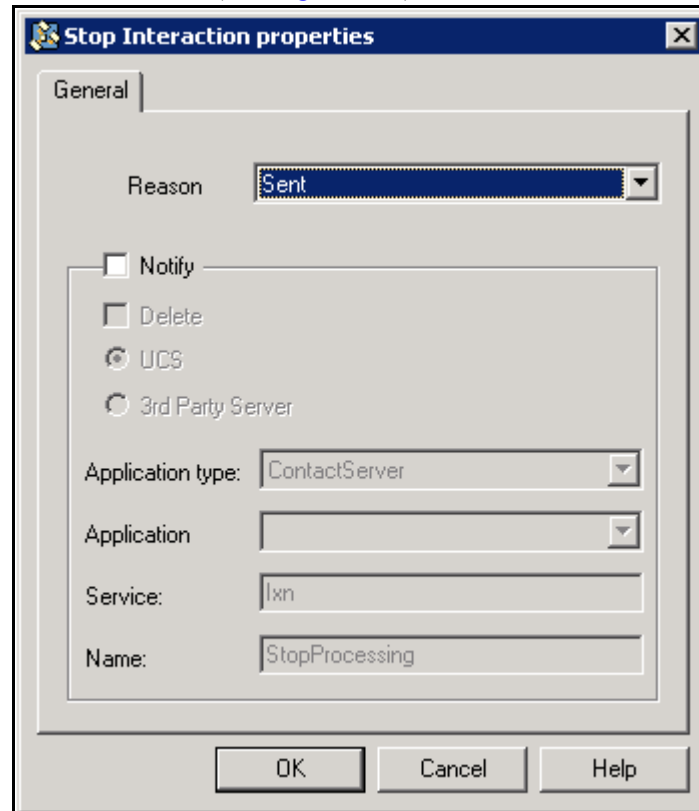 Stop Interaction properties
General
Reason Sent
Notify
Delete
UCS
3rd Party Server
Application type: ContactServer
Application
Service: Ixn
Name: StopProcessing
OK Cancel Help